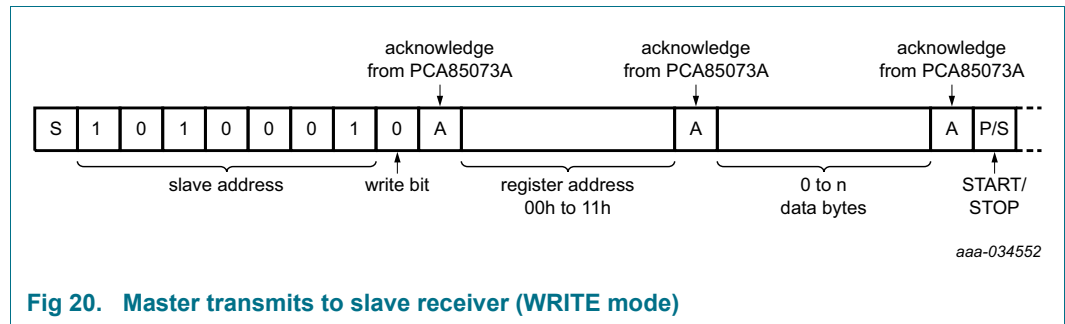 acknowledge acknowledge acknowledge
from PCA85073A from PCA85073A from PCA85073A
S 1 0 1 0 0 0 1 0 A A A P/S
slave address write bit register address 0 to n START/
00h to 11h data bytes STOP
aaa-034552
Fig 20. Master transmits to slave receiver (WRITE mode)